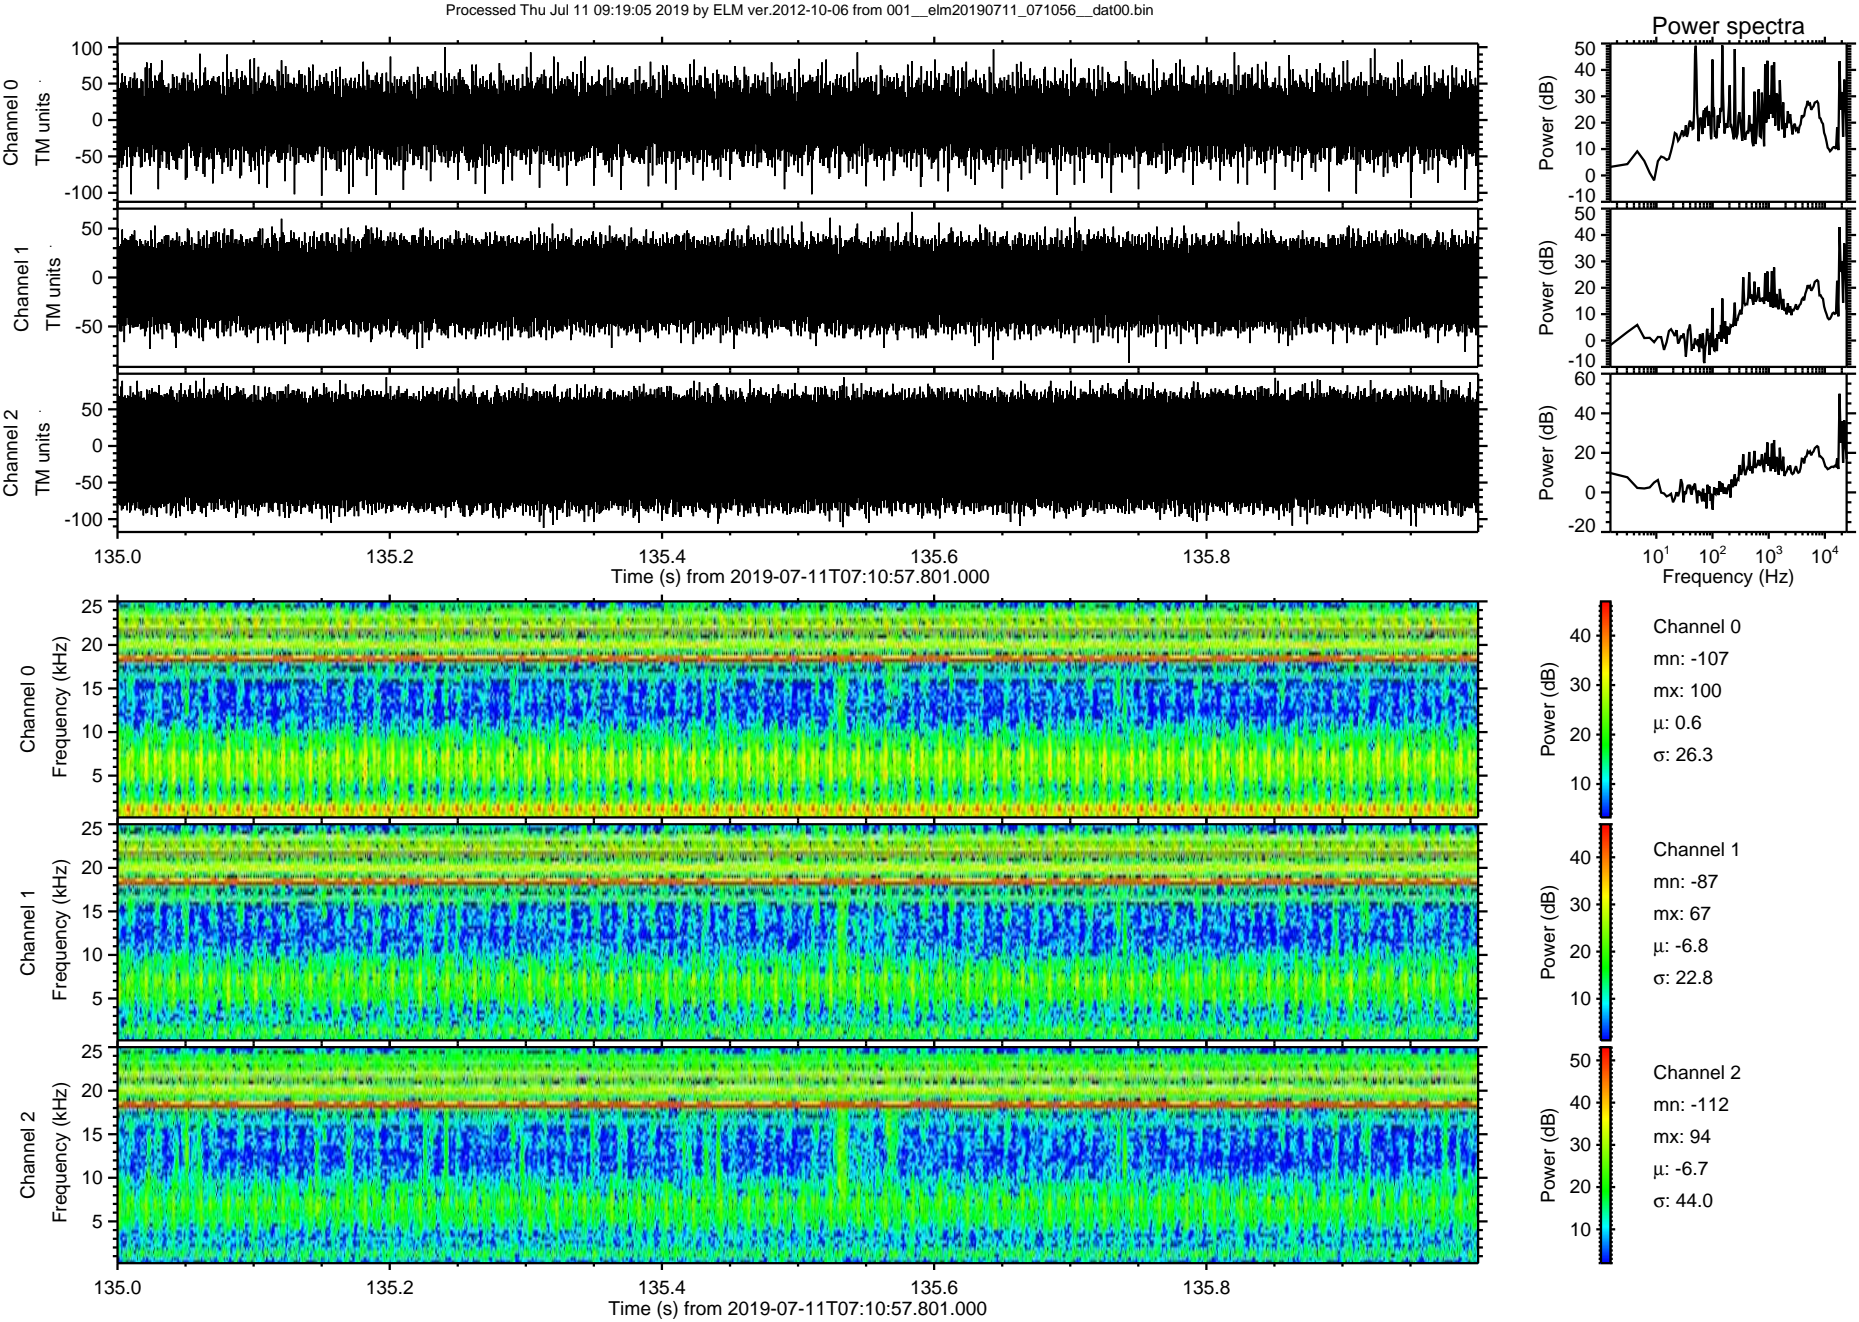 Processed Thu Jul 11 09:19:05 2019 by ELM ver.2012-10-06 from 001__elm20190711_071056__dat00.bin
Power spectra
Channel 0
TM units
100
50
0
-50
-100
Power (dB)
50
40
30
20
10
0
-10
Channel 1
TM units
50
0
-50
Power (dB)
50
40
30
20
10
0
-10
Channel 2
TM units
50
0
-50
-100
Power (dB)
60
40
20
0
-20
135.0 135.2 135.4 135.6 135.8
Time (s) from 2019-07-11T07:10:57.801.000
10¹ 10² 10³ 10⁴
Frequency (Hz)
Channel 0
Frequency (kHz)
25
20
15
10
5
Power (dB)
40
30
20
10
Channel 0
mn: -107
mx: 100
μ: 0.6
σ: 26.3
Channel 1
Frequency (kHz)
25
20
15
10
5
Power (dB)
40
30
20
10
Channel 1
mn: -87
mx: 67
μ: -6.8
σ: 22.8
Channel 2
Frequency (kHz)
25
20
15
10
5
Power (dB)
50
40
30
20
10
Channel 2
mn: -112
mx: 94
μ: -6.7
σ: 44.0
135.0 135.2 135.4 135.6 135.8
Time (s) from 2019-07-11T07:10:57.801.000